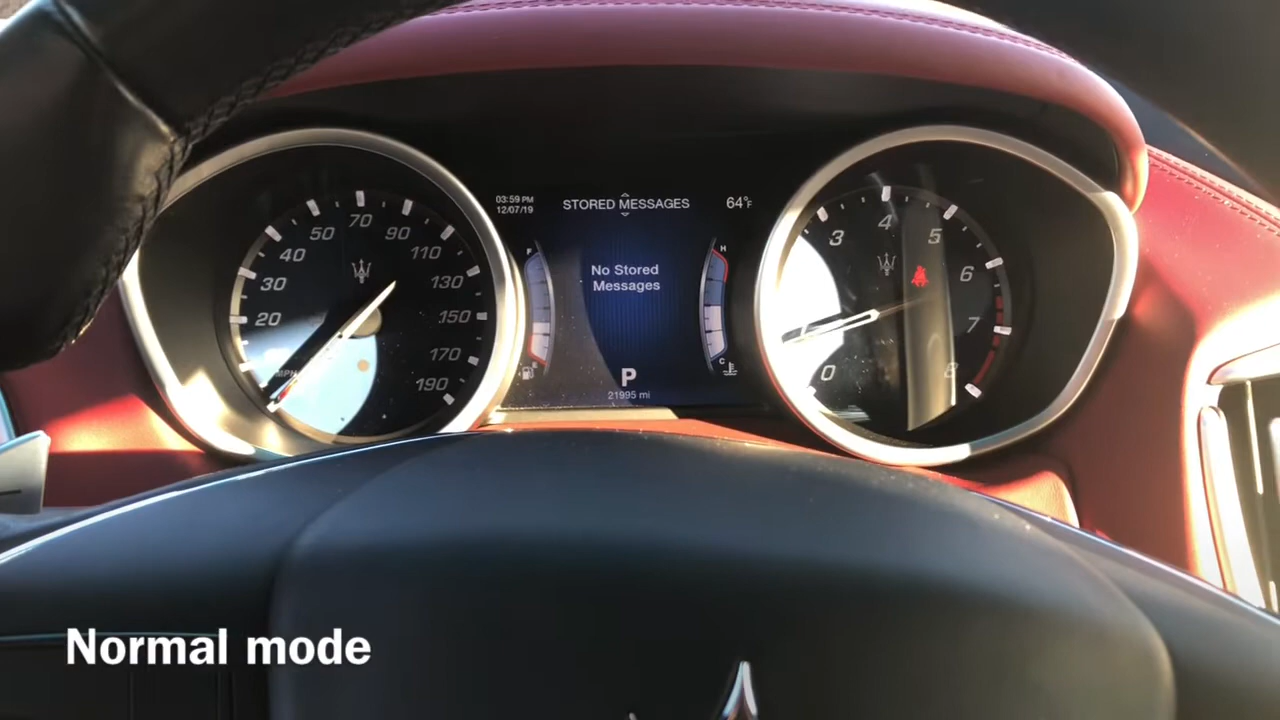 03:59 PM
12/07/19
STORED MESSAGES
64°F
No Stored
Messages
F
H
C
P
21995 mi
20
30
40
50
70
90
110
130
150
170
190
MPH
0
3
4
5
6
7
8
Normal mode